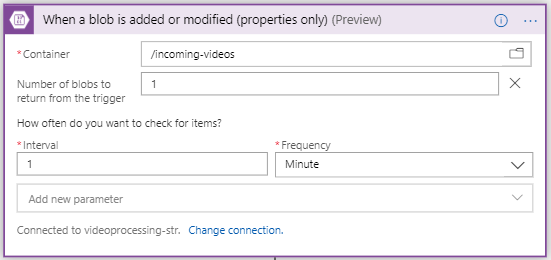 When a blob is added or modified (properties only) (Preview)
* Container
/incoming-videos
Number of blobs to
return from the trigger
1
How often do you want to check for items?
* Interval
* Frequency
1
Minute
Add new parameter
Connected to videoprocessing-str. Change connection.